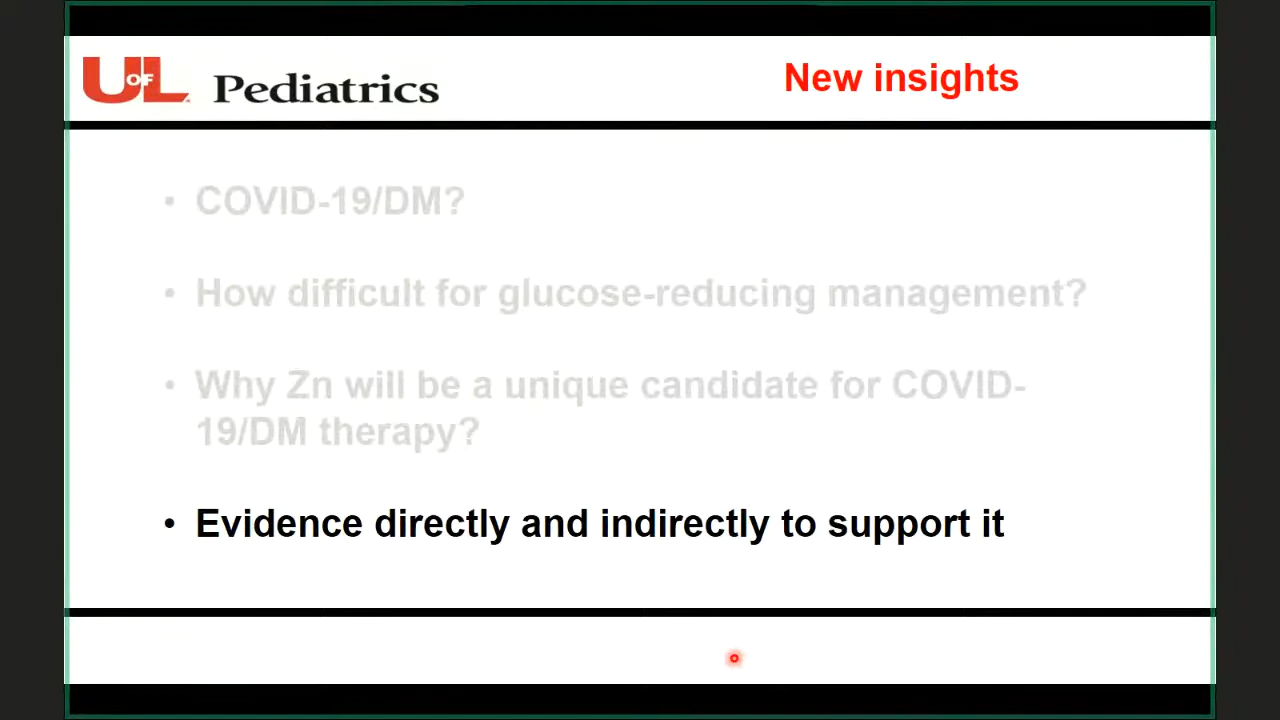 UofL Pediatrics
New insights
• COVID-19/DM?
• How difficult for glucose-reducing management?
• Why Zn will be a unique candidate for COVID-
19/DM therapy?
• Evidence directly and indirectly to support it